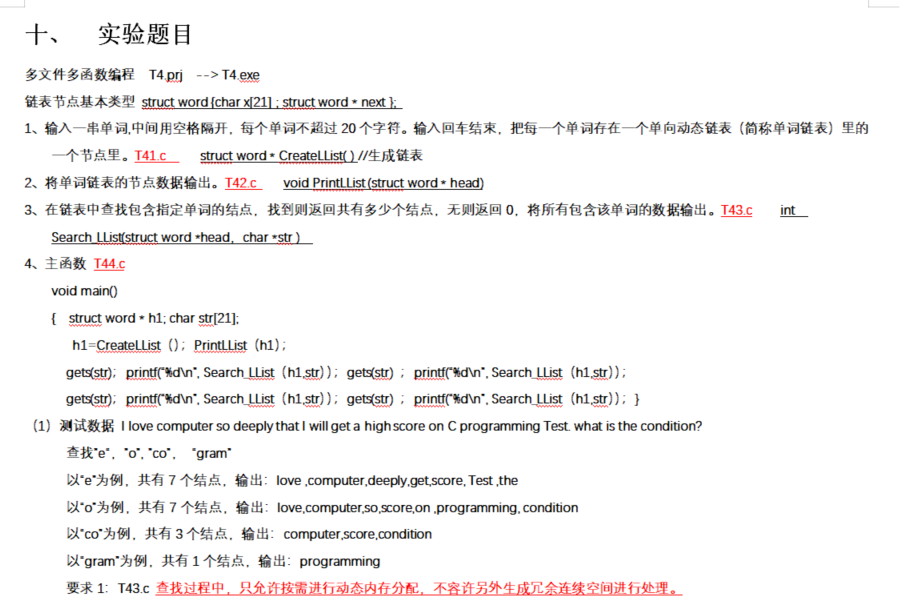 十、 实验题目
多文件多函数编程 T4.prj --> T4.exe
链表节点基本类型 struct word {char x[21] ; struct word * next };
1、输入一串单词,中间用空格隔开，每个单词不超过 20 个字符。输入回车结束，把每一个单词存在一个单向动态链表（简称单词链表）里的
一个节点里。T41.c struct word * CreateLList( ) //生成链表
2、将单词链表的节点数据输出。T42.c void PrintLList (struct word * head)
3、在链表中查找包含指定单词的结点，找到则返回共有多少个结点，无则返回 0，将所有包含该单词的数据输出。T43.c int
Search_LList(struct word *head，char *str )
4、主函数 T44.c
void main()
{ struct word * h1; char str[21];
h1=CreateLList（）；PrintLList（h1）；
gets(str)；printf("%d\n", Search_LList（h1,str)）；gets(str) ；printf("%d\n", Search_LList（h1,str)）；
gets(str)；printf("%d\n", Search_LList（h1,str)）；gets(str) ；printf("%d\n", Search_LList（h1,str)）；}
（1）测试数据 I love computer so deeply that I will get a high score on C programming Test. what is the condition?
查找"e"，"o", "co"， "gram"
以"e"为例，共有 7 个结点，输出：love ,computer,deeply,get,score, Test ,the
以"o"为例，共有 7 个结点，输出：love,computer,so,score,on ,programming, condition
以"co"为例，共有 3 个结点，输出： computer,score,condition
以"gram"为例，共有 1 个结点，输出：programming
要求 1：T43.c 查找过程中，只允许按需进行动态内存分配，不容许另外生成冗余连续空间进行处理。